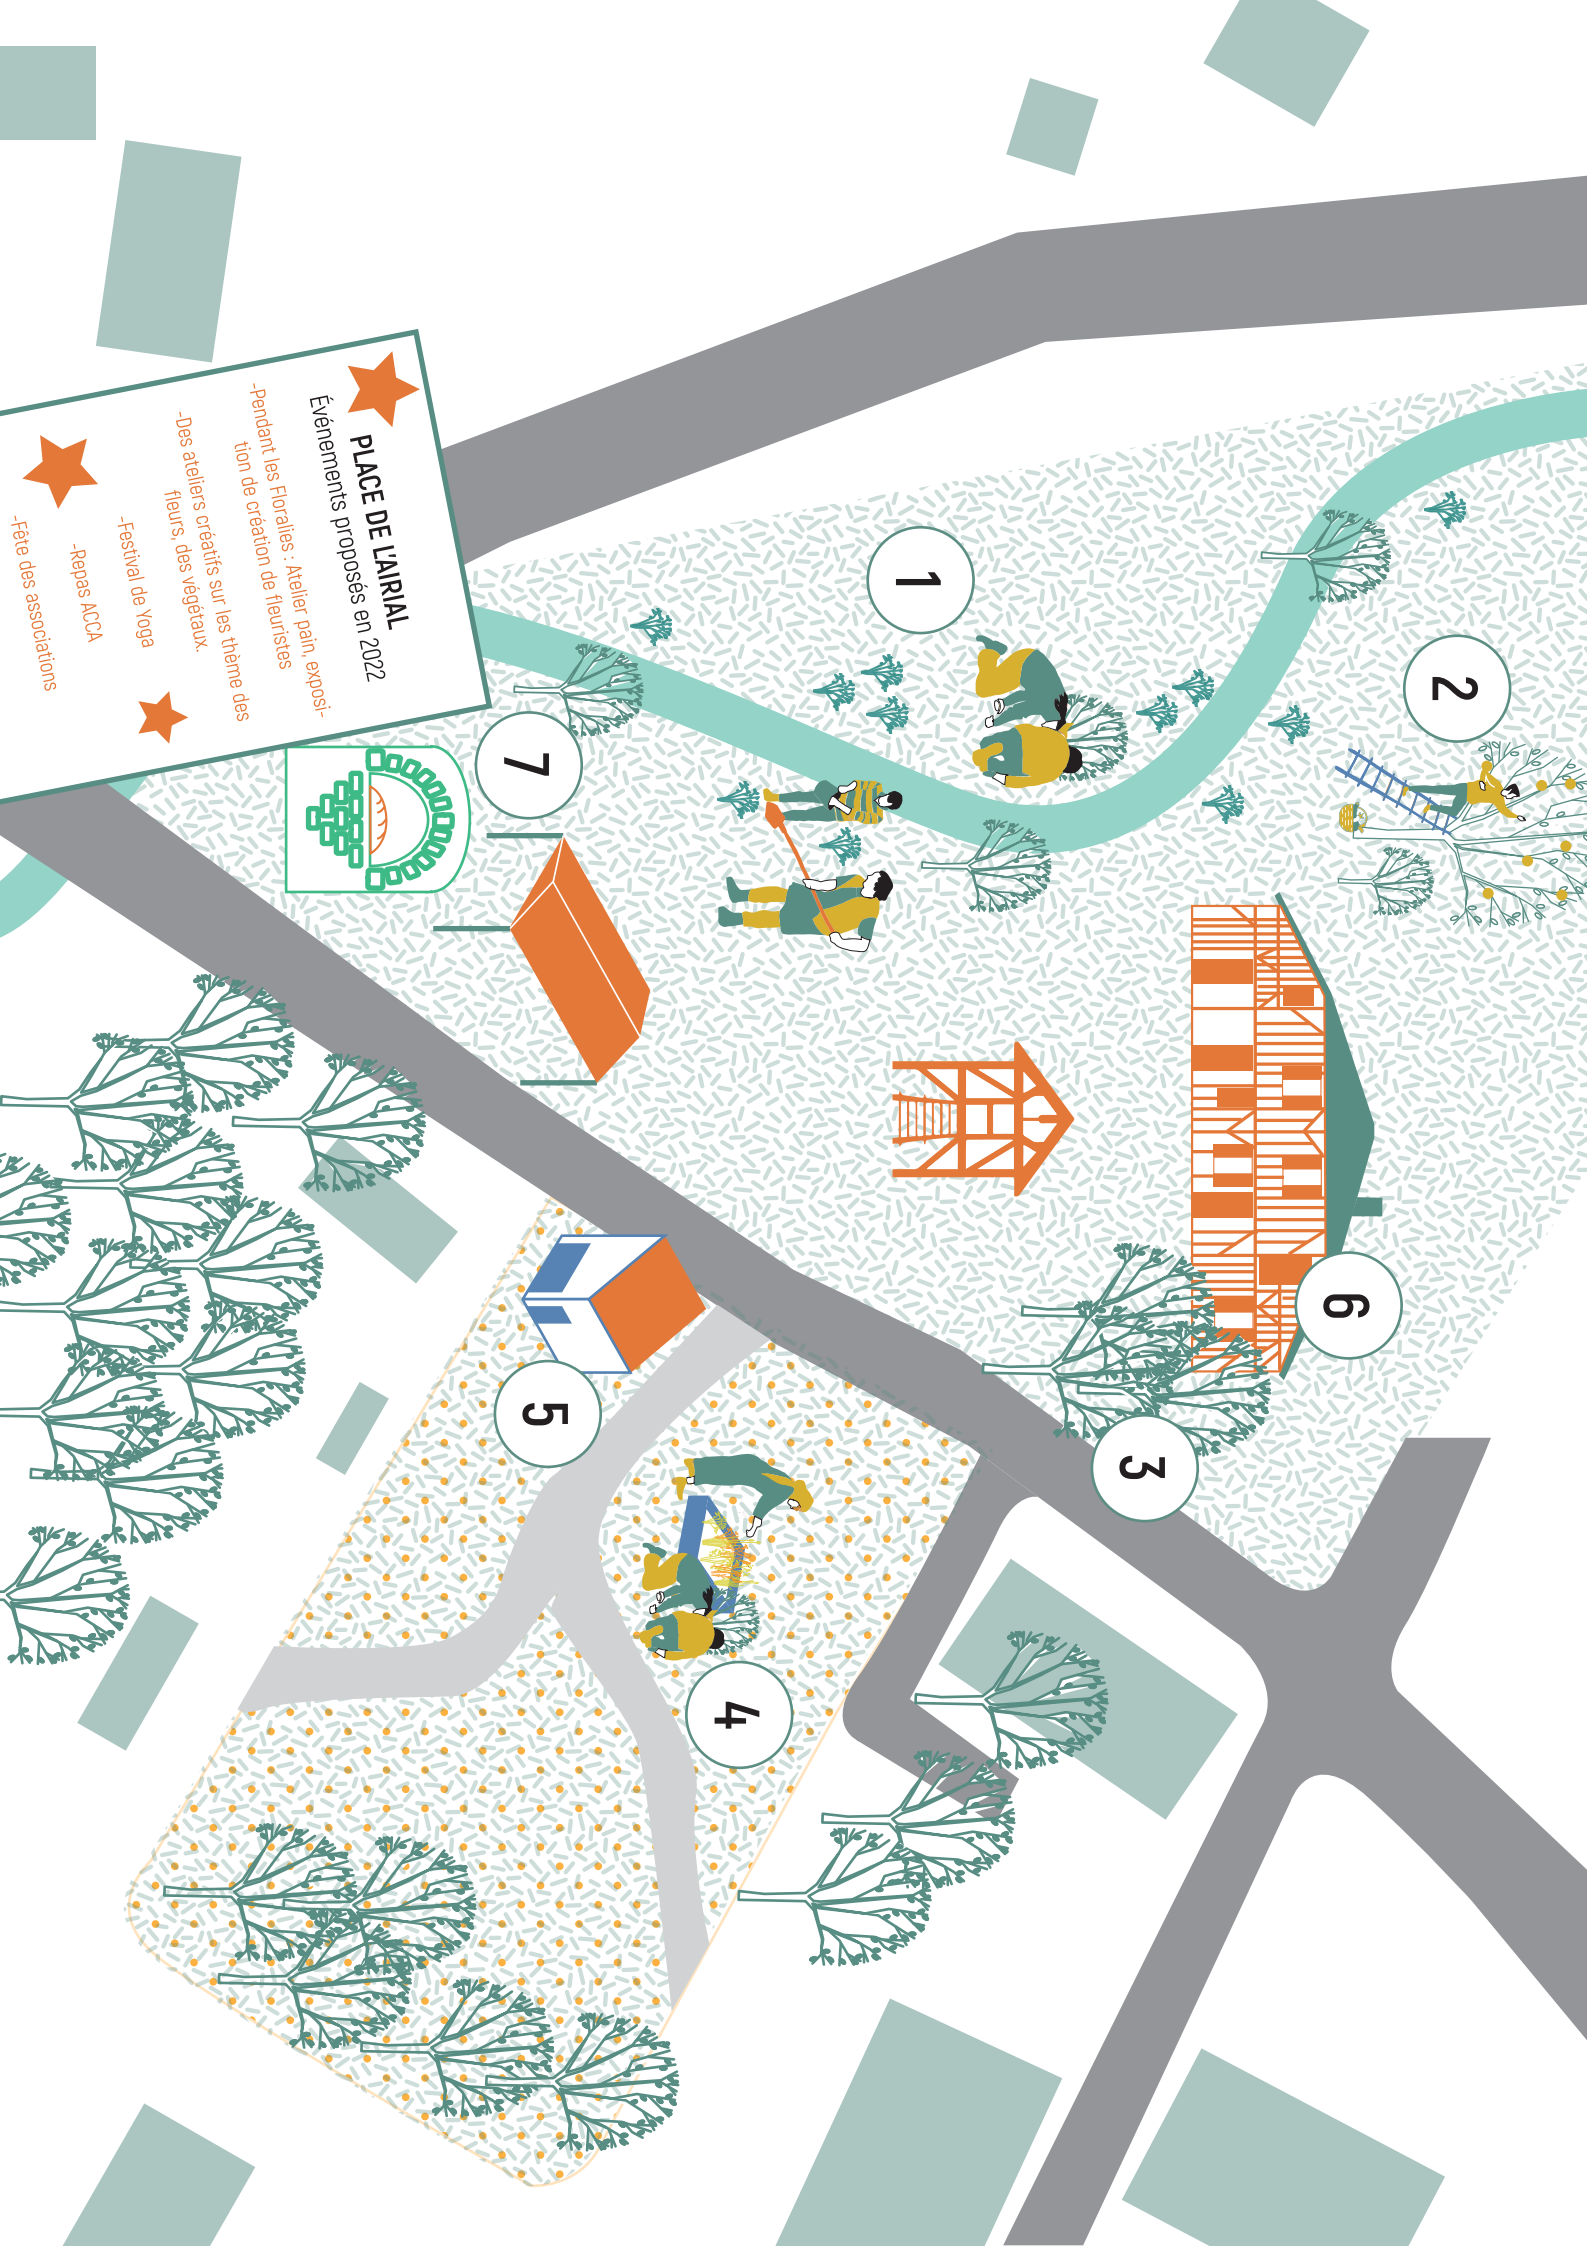 PLACE DE L'AIRIAL
Événements proposés en 2022
-Pendant les Floralies : Atelier pain, exposi-
tion de création de fleuristes
-Des ateliers créatifs sur les thème des
fleurs, des végétaux.
-Festival de Yoga
-Repas ACCA
-Fête des associations
1
2
3
4
5
6
7